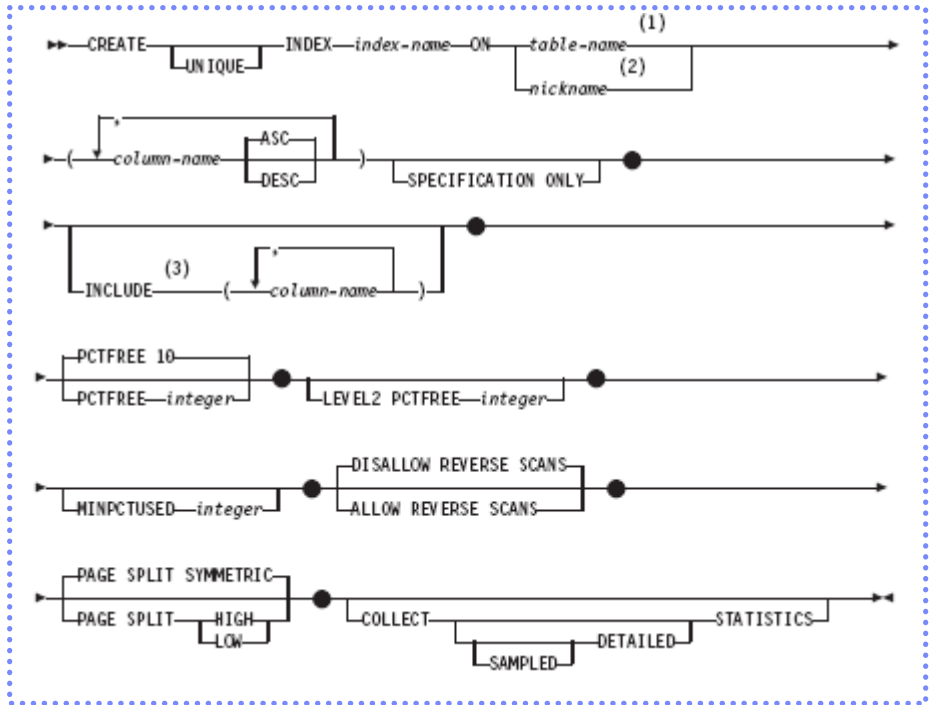 (1)
CREATE INDEX index-name ON table-name
UNIQUE (2)
nickname
,
ASC
( column-name )
DESC SPECIFICATION ONLY
,
(3)
INCLUDE ( column-name )
PCTFREE 10
PCTFREE integer LEVEL2 PCTFREE integer
DISALLOW REVERSE SCANS
MINPCTUSED integer ALLOW REVERSE SCANS
PAGE SPLIT SYMMETRIC
PAGE SPLIT HIGH COLLECT STATISTICS
LOW DETAILED
SAMPLED